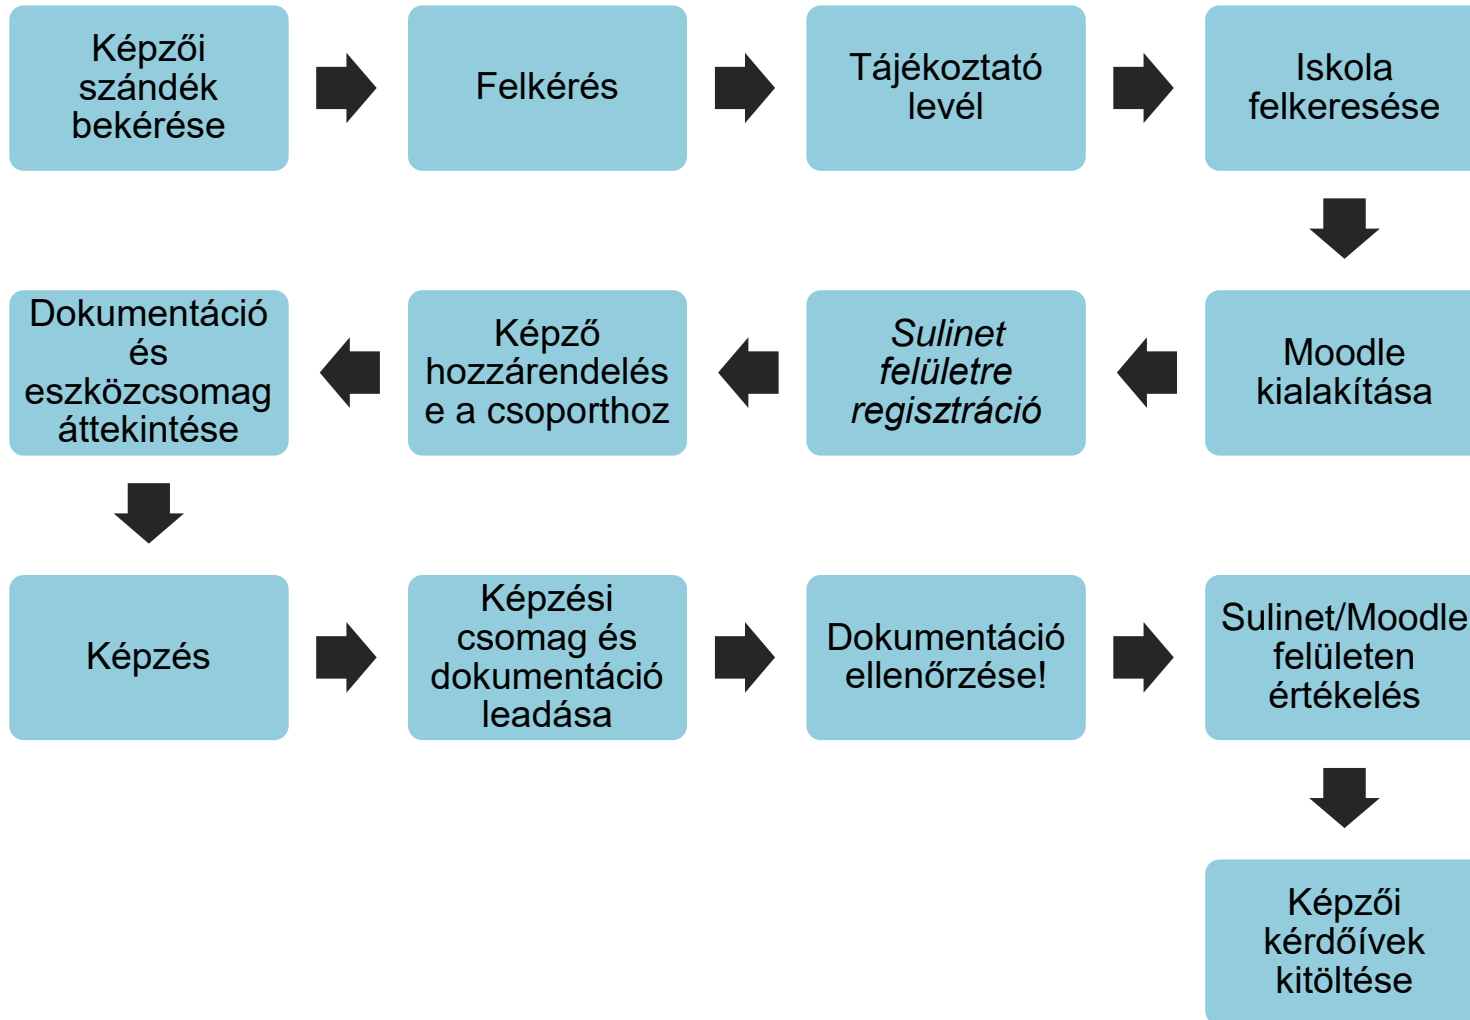 Képzői
szándék
bekérése
Felkérés
Tájékoztató
levél
Iskola
felkeresése
Moodle
kialakítása
Sulinet
felületre
regisztráció
Képző
hozzárendelés
e a csoporthoz
Dokumentáció
és
eszközcsomag
áttekintése
Képzés
Képzési
csomag és
dokumentáció
leadása
Dokumentáció
ellenőrzése!
Sulinet/Moodle
felületen
értékelés
Képzői
kérdőívek
kitöltése